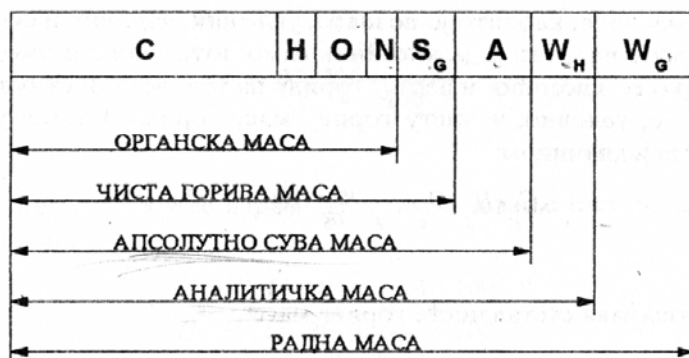 C H O N S_G A W_H W_G
ОРГАНСКА МАСА
ЧИСТА ГОРИВА МАСА
АПСОЛУТНО СУВА МАСА
АНАЛИТИЧКА МАСА
РАДНА МАСА